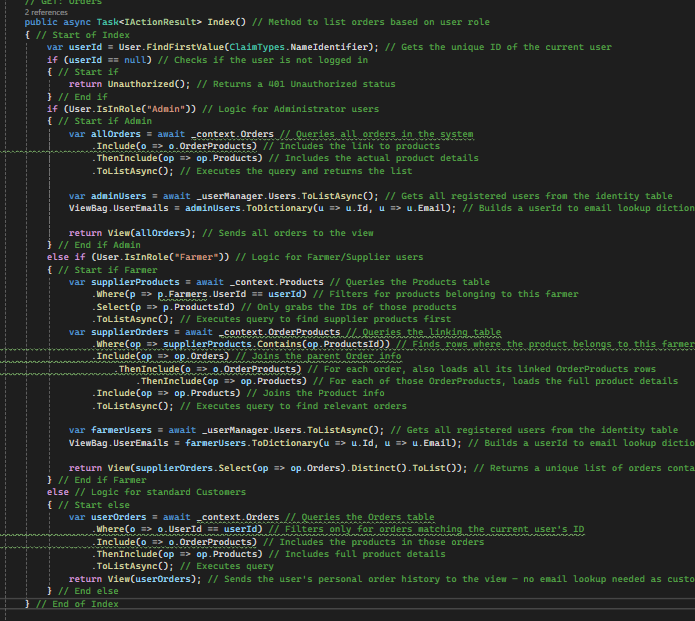 // GET: Orders
2 references
public async Task<IActionResult> Index() // Method to list orders based on user role
{ // Start of Index
var userId = User.FindFirstValue(ClaimTypes.NameIdentifier); // Gets the unique ID of the current user
if (userId == null) // Checks if the user is not logged in
{ // Start if
return Unauthorized(); // Returns a 401 Unauthorized status
} // End if
if (User.IsInRole("Admin")) // Logic for Administrator users
{ // Start if Admin
var allOrders = await _context.Orders // Queries all orders in the system
.Include(o => o.OrderProducts) // Includes the link to products
.ThenInclude(op => op.Products) // Includes the actual product details
.ToListAsync(); // Executes the query and returns the list
var adminUsers = await _userManager.Users.ToListAsync(); // Gets all registered users from the identity table
ViewBag.UserEmails = adminUsers.ToDictionary(u => u.Id, u => u.Email); // Builds a userId to email lookup diction
return View(allOrders); // Sends all orders to the view
} // End if Admin
else if (User.IsInRole("Farmer")) // Logic for Farmer/Supplier users
{ // Start if Farmer
var supplierProducts = await _context.Products // Queries the Products table
.Where(p => p.Farmers.UserId == userId) // Filters for products belonging to this farmer
.Select(p => p.ProductsId) // Only grabs the IDs of those products
.ToListAsync(); // Executes query to find supplier products first
var supplierOrders = await _context.OrderProducts // Queries the linking table
.Where(op => supplierProducts.Contains(op.ProductsId)) // Finds rows where the product belongs to this farmer
.Include(op => op.Orders) // Joins the parent Order info
.ThenInclude(o => o.OrderProducts) // For each order, also loads all its linked OrderProducts rows
.ThenInclude(op => op.Products) // For each of those OrderProducts, loads the full product details
.Include(op => op.Products) // Joins the Product info
.ToListAsync(); // Executes query to find relevant orders
var farmerUsers = await _userManager.Users.ToListAsync(); // Gets all registered users from the identity table
ViewBag.UserEmails = farmerUsers.ToDictionary(u => u.Id, u => u.Email); // Builds a userId to email lookup dictio
return View(supplierOrders.Select(op => op.Orders).Distinct().ToList()); // Returns a unique list of orders conta
} // End if Farmer
else // Logic for standard Customers
{ // Start else
var userOrders = await _context.Orders // Queries the Orders table
.Where(o => o.UserId == userId) // Filters only for orders matching the current user's ID
.Include(o => o.OrderProducts) // Includes the products in those orders
.ThenInclude(op => op.Products) // Includes full product details
.ToListAsync(); // Executes query
return View(userOrders); // Sends the user's personal order history to the view — no email lookup needed as custo
} // End else
} // End of Index